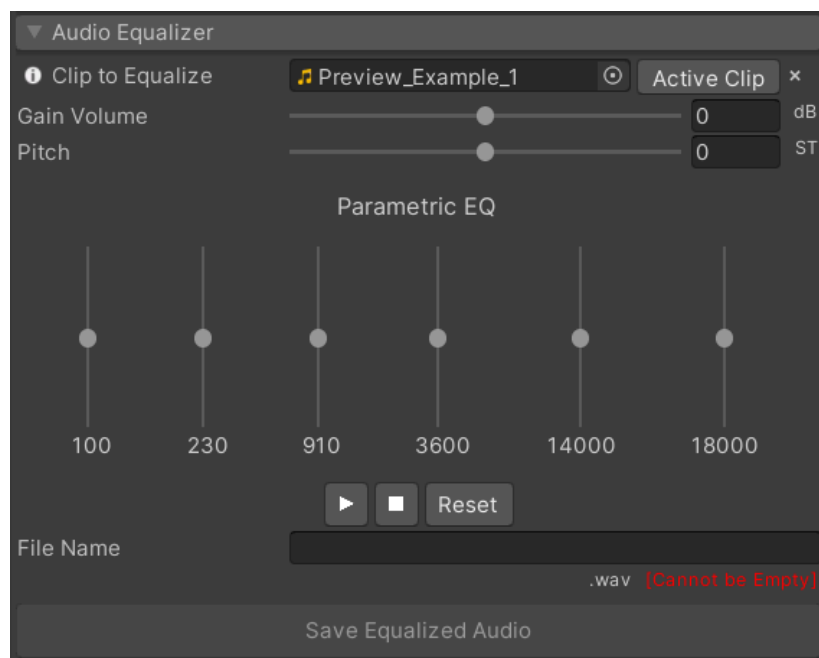 Audio Equalizer
Clip to Equalize Preview_Example_1 Active Clip ×
Gain Volume 0 dB
Pitch 0 ST
Parametric EQ
100 230 910 3600 14000 18000
Reset
File Name
.wav [Cannot be Empty]
Save Equalized Audio